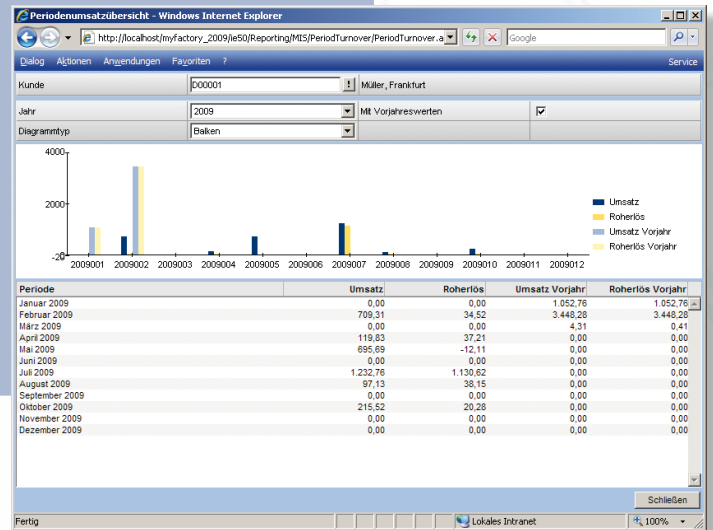 Periodenumsatzübersicht - Windows Internet Explorer
http://localhost/myfactory_2009/ie50/Reporting/MIS/PeriodTurnover/PeriodTurnover.a
Google
Dialog Aktionen Anwendungen Favoriten ? Service
Kunde D00001 ! Müller, Frankfurt
Jahr 2009 Mit Vorjahreswerten
Diagrammtyp Balken
4000
2000
-20
2009001 2009002 2009003 2009004 2009005 2009006 2009007 2009008 2009009 2009010 2009011 2009012
Umsatz
Roherlös
Umsatz Vorjahr
Roherlös Vorjahr
Periode Umsatz Roherlös Umsatz Vorjahr Roherlös Vorjahr
Januar 2009 0,00 0,00 1.052,76 1.052,76
Februar 2009 709,31 34,52 3.448,28 3.448,28
März 2009 0,00 0,00 4,31 0,41
April 2009 119,83 37,21 0,00 0,00
Mai 2009 695,69 -12,11 0,00 0,00
Juni 2009 0,00 0,00 0,00 0,00
Juli 2009 1.232,76 1.130,62 0,00 0,00
August 2009 97,13 38,15 0,00 0,00
September 2009 0,00 0,00 0,00 0,00
Oktober 2009 215,52 20,28 0,00 0,00
November 2009 0,00 0,00 0,00 0,00
Dezember 2009 0,00 0,00 0,00 0,00
Schließen
Fertig Lokales Intranet 100%